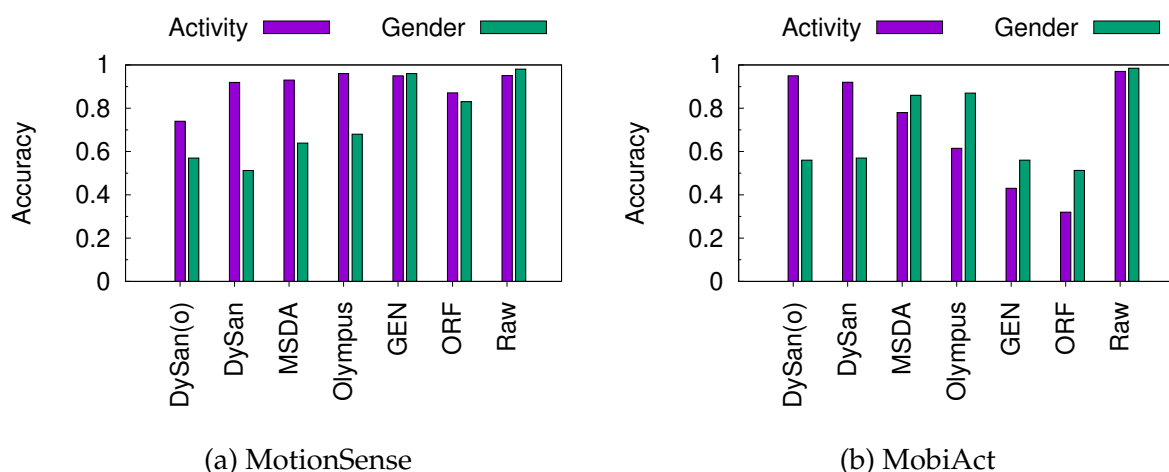 Activity Gender
Accuracy
1
0.8
0.6
0.4
0.2
0
DySan(o)
DySan
MSDA
Olympus
GEN
ORF
Raw
(a) MotionSense
Activity Gender
Accuracy
1
0.8
0.6
0.4
0.2
0
DySan(o)
DySan
MSDA
Olympus
GEN
ORF
Raw
(b) MobiAct